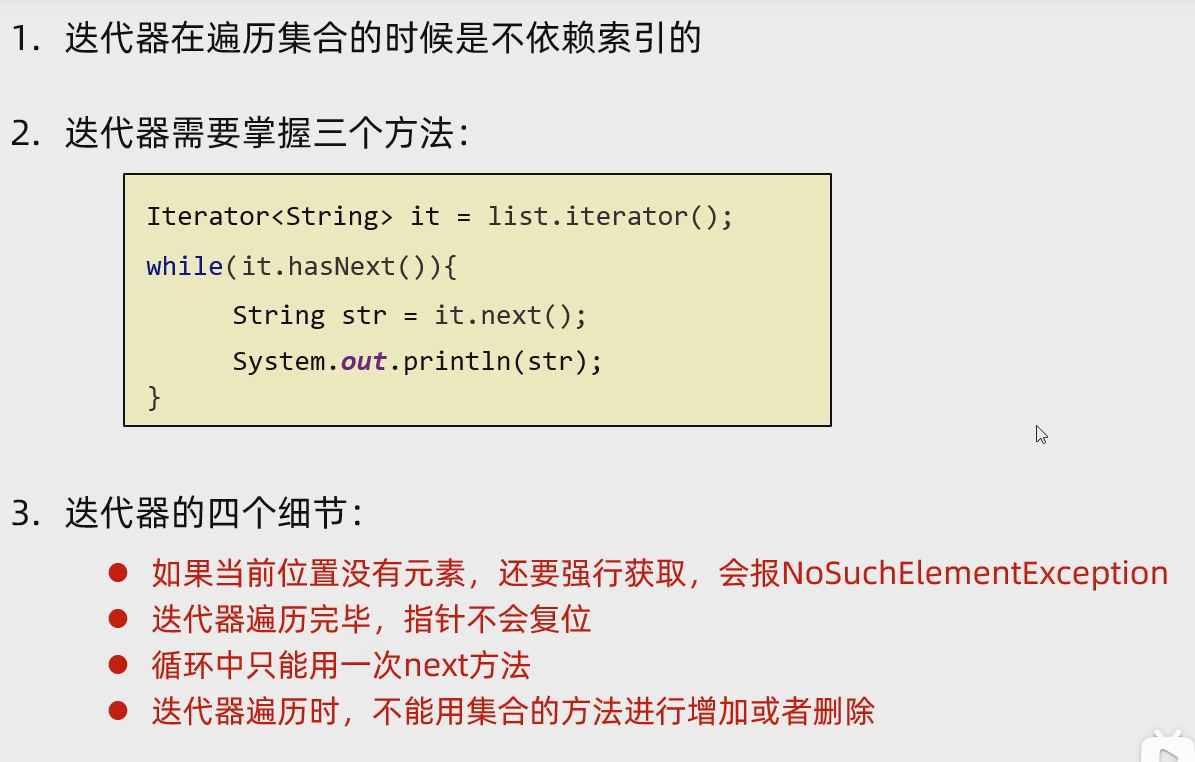 1. 迭代器在遍历集合的时候是不依赖索引的
2. 迭代器需要掌握三个方法：
Iterator<String> it = list.iterator();
while(it.hasNext()){
String str = it.next();
System.out.println(str);
}
3. 迭代器的四个细节：
● 如果当前位置没有元素，还要强行获取，会报NoSuchElementException
● 迭代器遍历完毕，指针不会复位
● 循环中只能用一次next方法
● 迭代器遍历时，不能用集合的方法进行增加或者删除